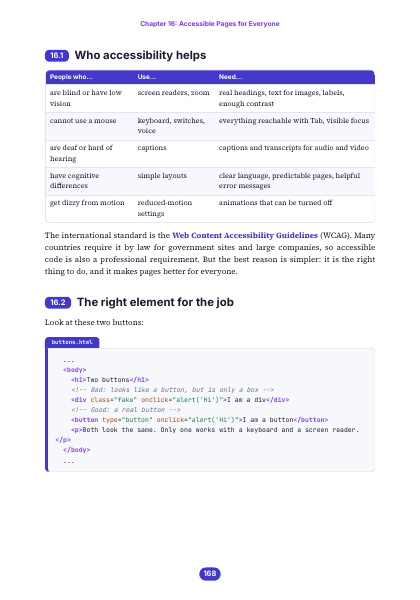 Chapter 16: Accessible Pages for Everyone
16.1 Who accessibility helps
People who... Use... Need...
are blind or have low vision screen readers, zoom real headings, text for images, labels, enough contrast
cannot use a mouse keyboard, switches, voice everything reachable with Tab, visible focus
are deaf or hard of hearing captions captions and transcripts for audio and video
have cognitive differences simple layouts clear language, predictable pages, helpful error messages
get dizzy from motion reduced-motion settings animations that can be turned off
The international standard is the Web Content Accessibility Guidelines (WCAG). Many
countries require it by law for government sites and large companies, so accessible
code is also a professional requirement. But the best reason is simpler: it is the right
thing to do, and it makes pages better for everyone.
16.2 The right element for the job
Look at these two buttons:
buttons.html
...
<body>
<h1>Two buttons</h1>
<!-- Bad: looks like a button, but is only a box -->
<div class="fake" onclick="alert('Hi')">I am a div</div>
<!-- Good: a real button -->
<button type="button" onclick="alert('Hi')">I am a button</button>
<p>Both look the same. Only one works with a keyboard and a screen reader.
</p>
</body>
...
168